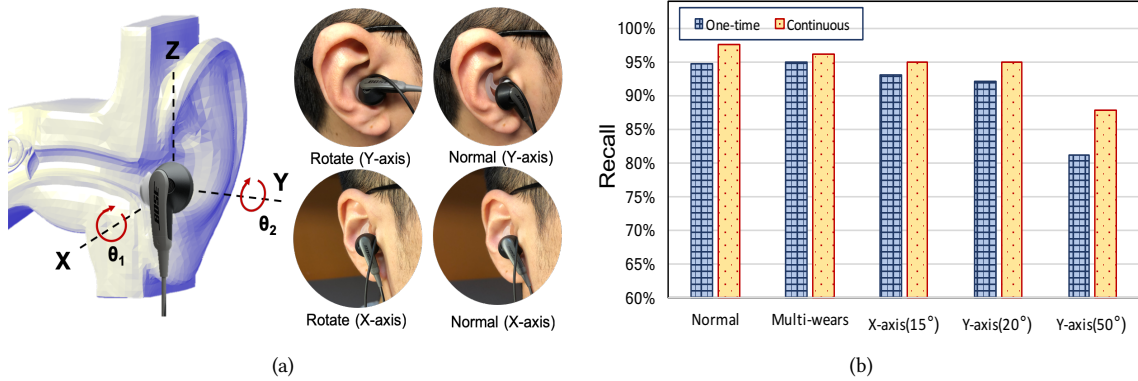 Z
Y
θ2
X
θ1
BOSE
Rotate (Y-axis)
Normal (Y-axis)
Rotate (X-axis)
Normal (X-axis)
(a)
One-time
Continuous
Recall
100%
95%
90%
85%
80%
75%
70%
65%
60%
Normal
Multi-wears
X-axis(15°)
Y-axis(20°)
Y-axis(50°)
(b)